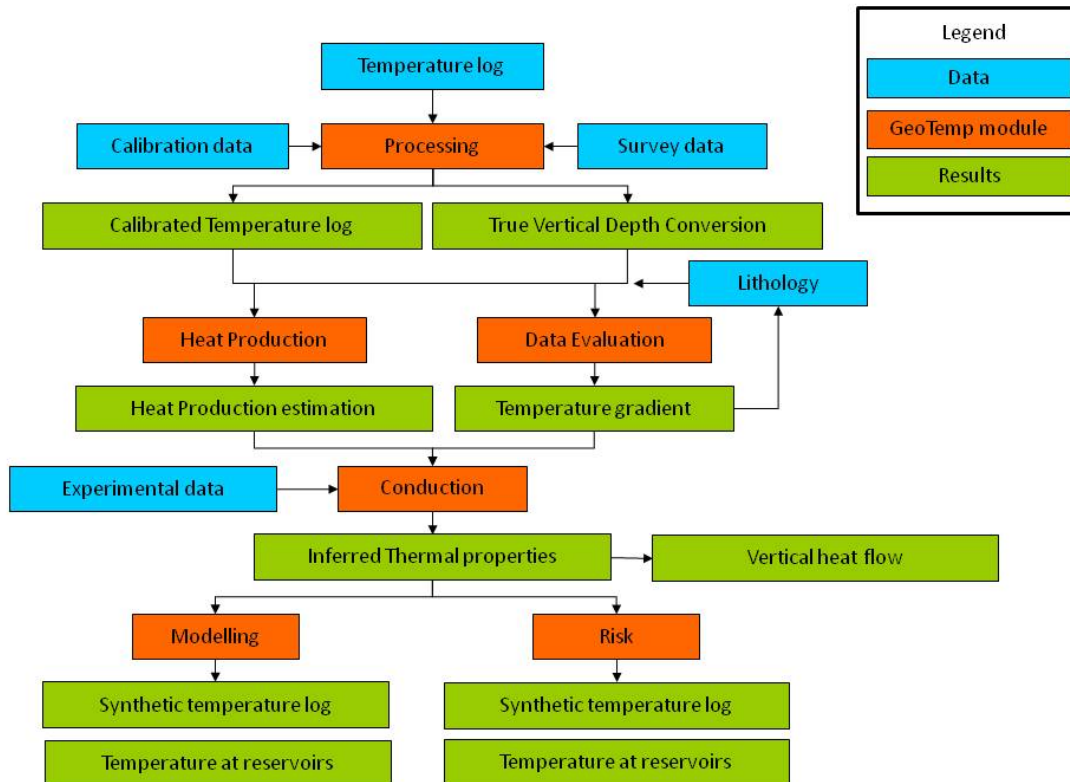 Legend
Temperature log
Data
GeoTemp module
Calibration data
Processing
Survey data
Results
Calibrated Temperature log
True Vertical Depth Conversion
Lithology
Heat Production
Data Evaluation
Heat Production estimation
Temperature gradient
Experimental data
Conduction
Inferred Thermal properties
Vertical heat flow
Modelling
Risk
Synthetic temperature log
Synthetic temperature log
Temperature at reservoirs
Temperature at reservoirs